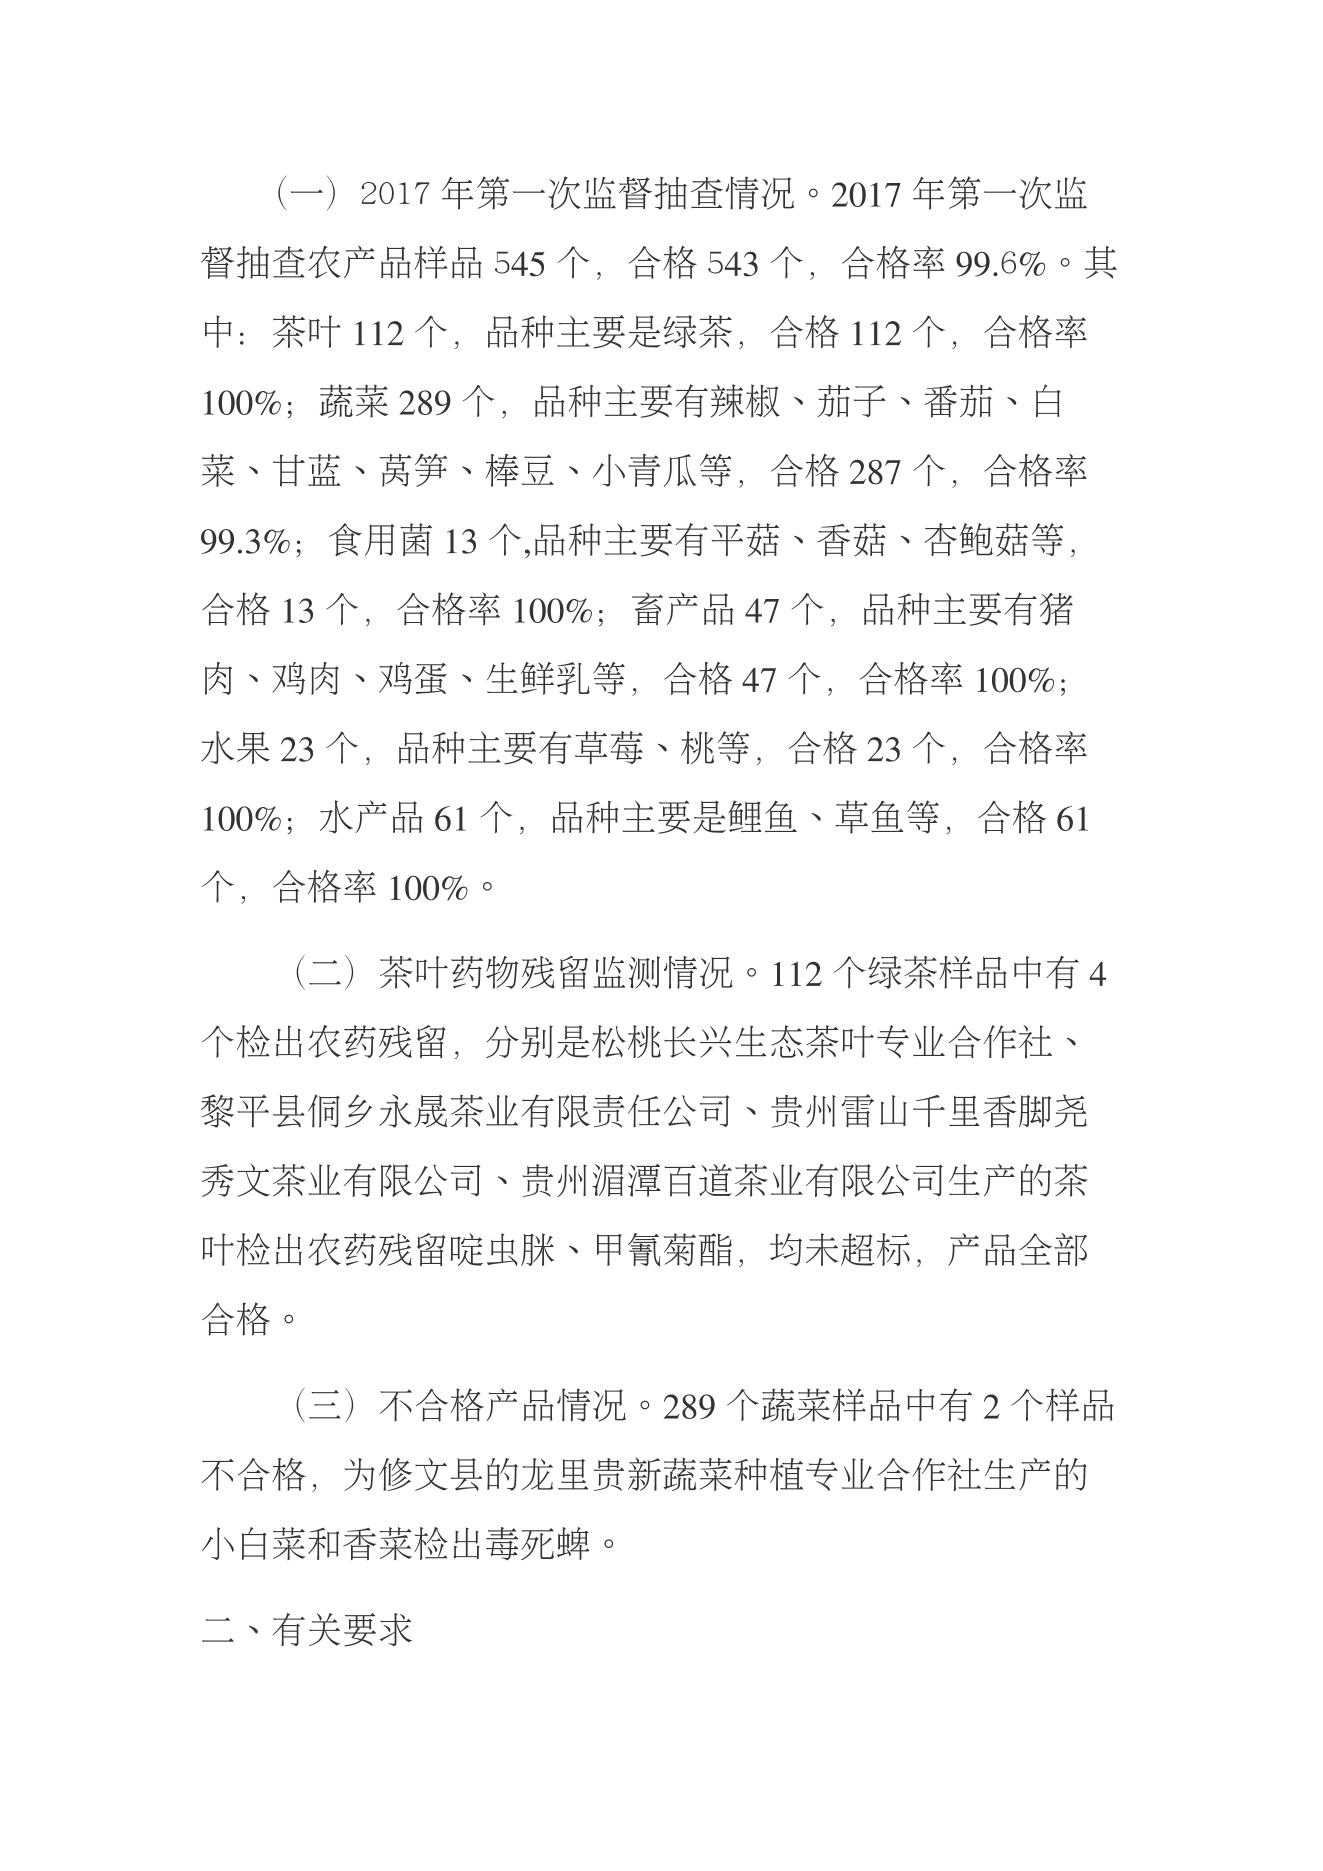 （一）2017 年第一次监督抽查情况。2017 年第一次监
督抽查农产品样品 545 个，合格 543 个，合格率 99.6%。其
中：茶叶 112 个，品种主要是绿茶，合格 112 个，合格率
100%；蔬菜 289 个，品种主要有辣椒、茄子、番茄、白
菜、甘蓝、莴笋、棒豆、小青瓜等，合格 287 个，合格率
99.3%；食用菌 13 个,品种主要有平菇、香菇、杏鲍菇等，
合格 13 个，合格率 100%；畜产品 47 个，品种主要有猪
肉、鸡肉、鸡蛋、生鲜乳等，合格 47 个，合格率 100%；
水果 23 个，品种主要有草莓、桃等，合格 23 个，合格率
100%；水产品 61 个，品种主要是鲤鱼、草鱼等，合格 61
个，合格率 100%。
（二）茶叶药物残留监测情况。112 个绿茶样品中有 4
个检出农药残留，分别是松桃长兴生态茶叶专业合作社、
黎平县侗乡永晟茶业有限责任公司、贵州雷山千里香脚尧
秀文茶业有限公司、贵州湄潭百道茶业有限公司生产的茶
叶检出农药残留啶虫脒、甲氰菊酯，均未超标，产品全部
合格。
（三）不合格产品情况。289 个蔬菜样品中有 2 个样品
不合格，为修文县的龙里贵新蔬菜种植专业合作社生产的
小白菜和香菜检出毒死蜱。
二、有关要求